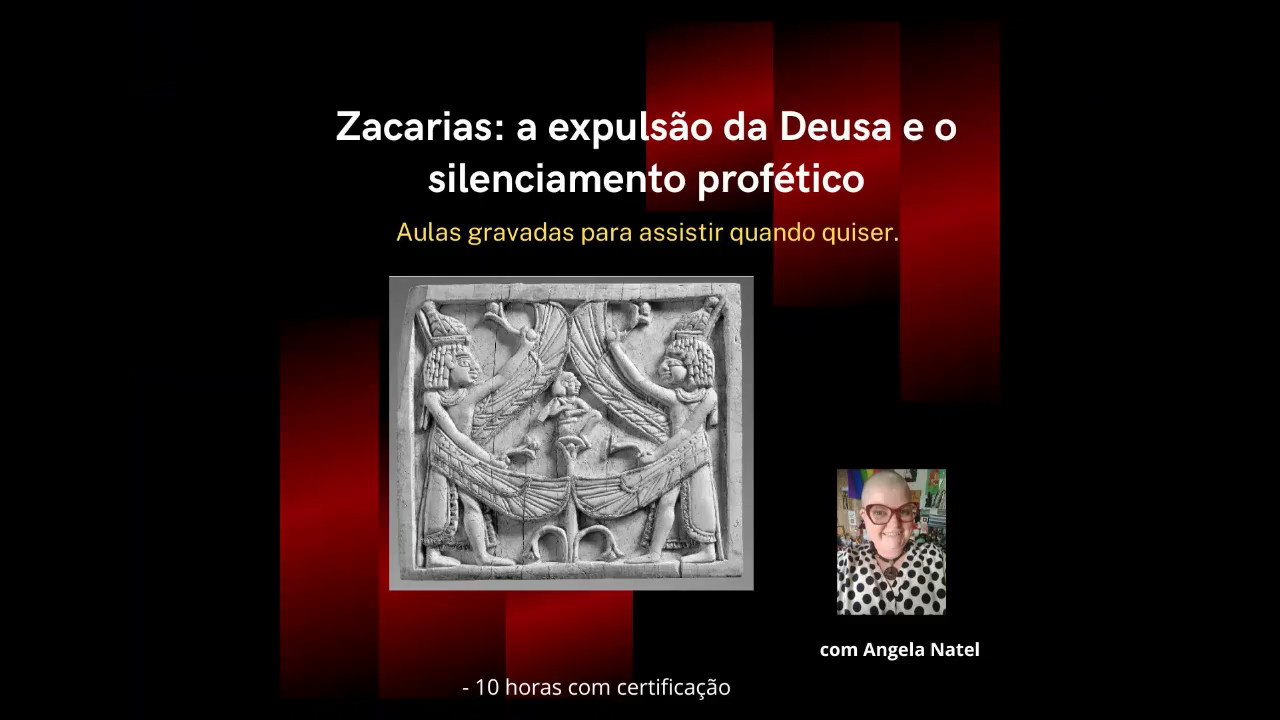 Zacarias: a expulsão da Deusa e o
silenciamento profético
Aulas gravadas para assistir quando quiser.
com Angela Natel
- 10 horas com certificação